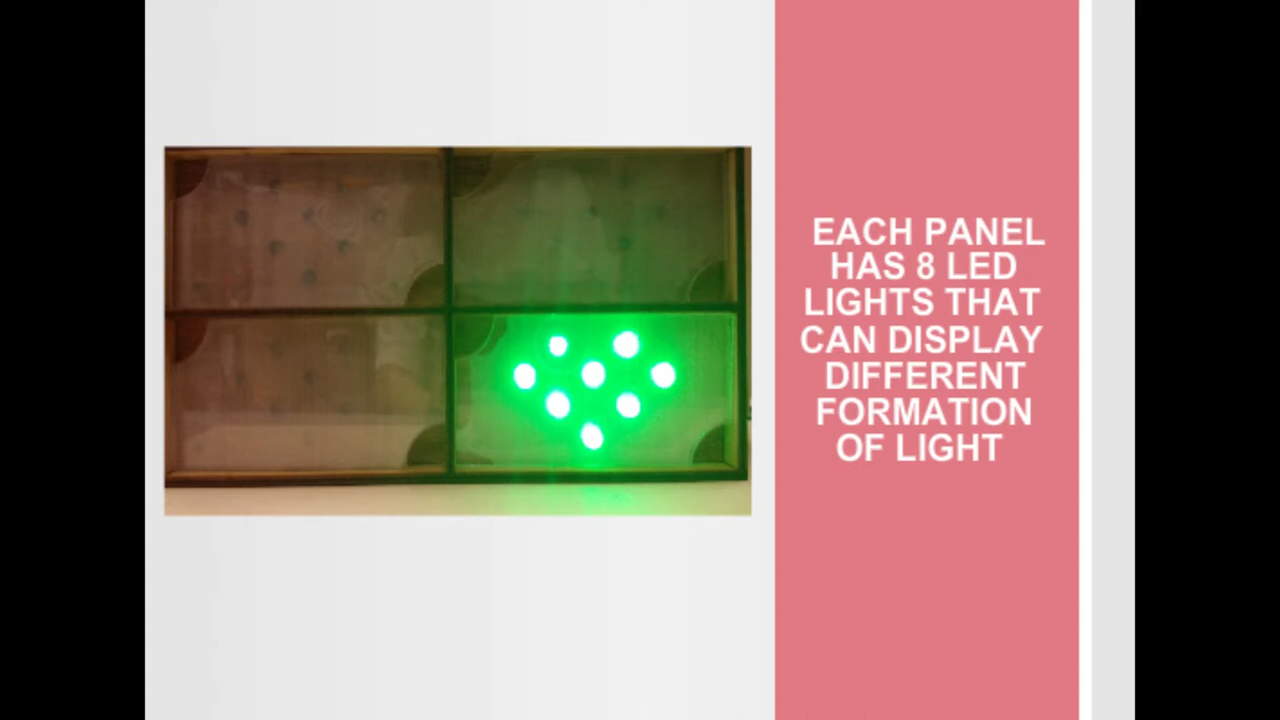 EACH PANEL
HAS 8 LED
LIGHTS THAT
CAN DISPLAY
DIFFERENT
FORMATION
OF LIGHT